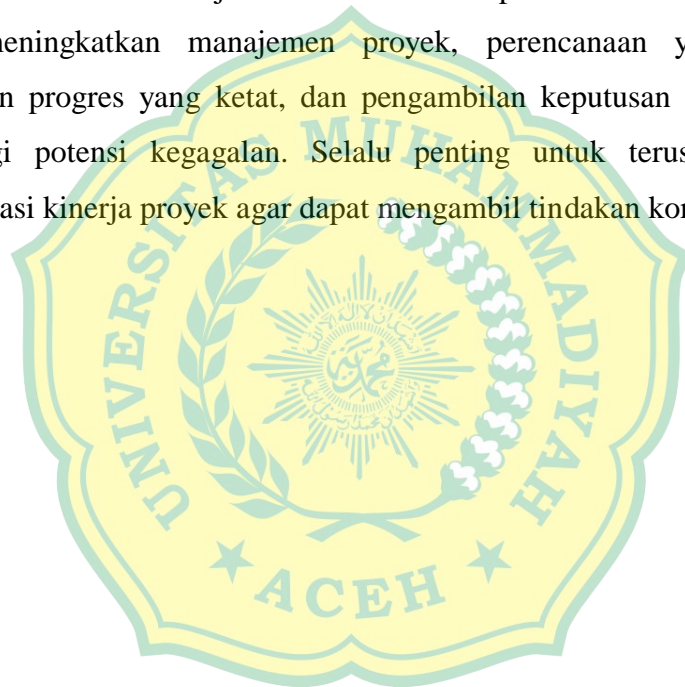 meningkatkan manajemen proyek, perencanaan
progres yang ketat, dan pengambilan keputusan
potensi kegagalan. Selalu penting untuk terus
kinerja proyek agar dapat mengambil tindakan
UNIVERSITAS MUHAMMADIYAH
ACEH